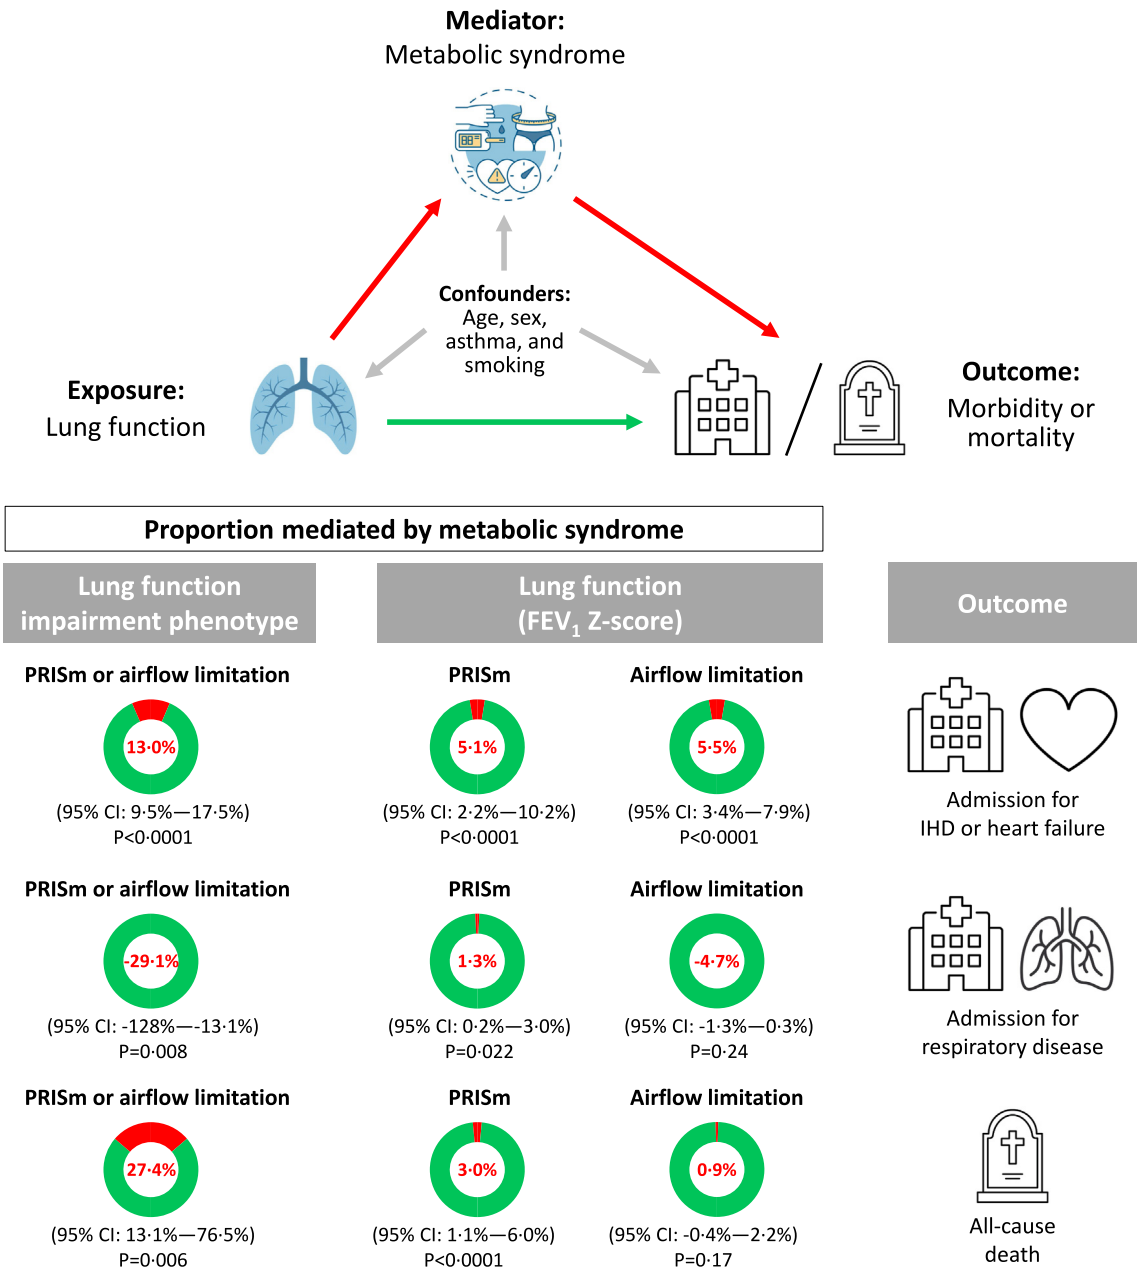 Mediator:
Metabolic syndrome
Confounders:
Age, sex,
asthma, and
smoking
Exposure:
Lung function
Outcome:
Morbidity or
mortality
Proportion mediated by metabolic syndrome
Lung function
impairment phenotype
Lung function
(FEV1 Z-score)
Outcome
PRISm or airflow limitation
13·0%
(95% CI: 9·5%—17·5%)
P<0·0001
PRISm
5·1%
(95% CI: 2·2%—10·2%)
P<0·0001
Airflow limitation
5·5%
(95% CI: 3·4%—7·9%)
P<0·0001
Admission for
IHD or heart failure
PRISm or airflow limitation
-29·1%
(95% CI: -128%—-13·1%)
P=0·008
PRISm
1·3%
(95% CI: 0·2%—3·0%)
P=0·022
Airflow limitation
-4·7%
(95% CI: -1·3%—0·3%)
P=0·24
Admission for
respiratory disease
PRISm or airflow limitation
27·4%
(95% CI: 13·1%—76·5%)
P=0·006
PRISm
3·0%
(95% CI: 1·1%—6·0%)
P<0·0001
Airflow limitation
0·9%
(95% CI: -0·4%—2·2%)
P=0·17
All-cause
death